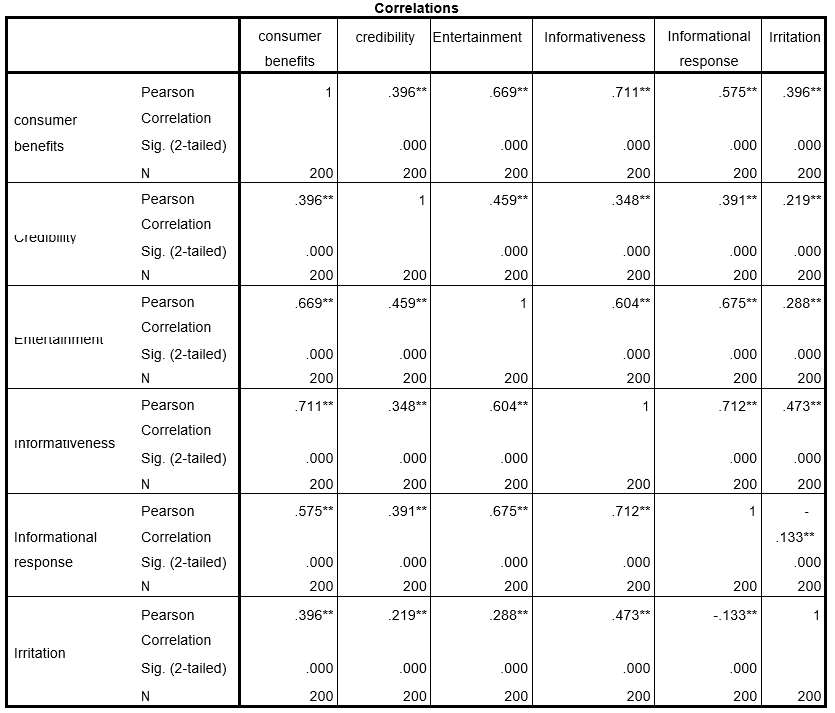 Correlations
consumer benefits credibility Entertainment Informativeness Informational response Irritation
consumer benefits Pearson Correlation 1 .396** .669** .711** .575** .396**
Sig. (2-tailed) .000 .000 .000 .000 .000
N 200 200 200 200 200 200
Credibility Pearson Correlation .396** 1 .459** .348** .391** .219**
Sig. (2-tailed) .000 .000 .000 .000 .000
N 200 200 200 200 200 200
Entertainment Pearson Correlation .669** .459** 1 .604** .675** .288**
Sig. (2-tailed) .000 .000 .000 .000 .000
N 200 200 200 200 200 200
Informativeness Pearson Correlation .711** .348** .604** 1 .712** .473**
Sig. (2-tailed) .000 .000 .000 .000 .000
N 200 200 200 200 200 200
Informational response Pearson Correlation .575** .391** .675** .712** 1 -.133**
Sig. (2-tailed) .000 .000 .000 .000 .000
N 200 200 200 200 200 200
Irritation Pearson Correlation .396** .219** .288** .473** -.133** 1
Sig. (2-tailed) .000 .000 .000 .000 .000
N 200 200 200 200 200 200